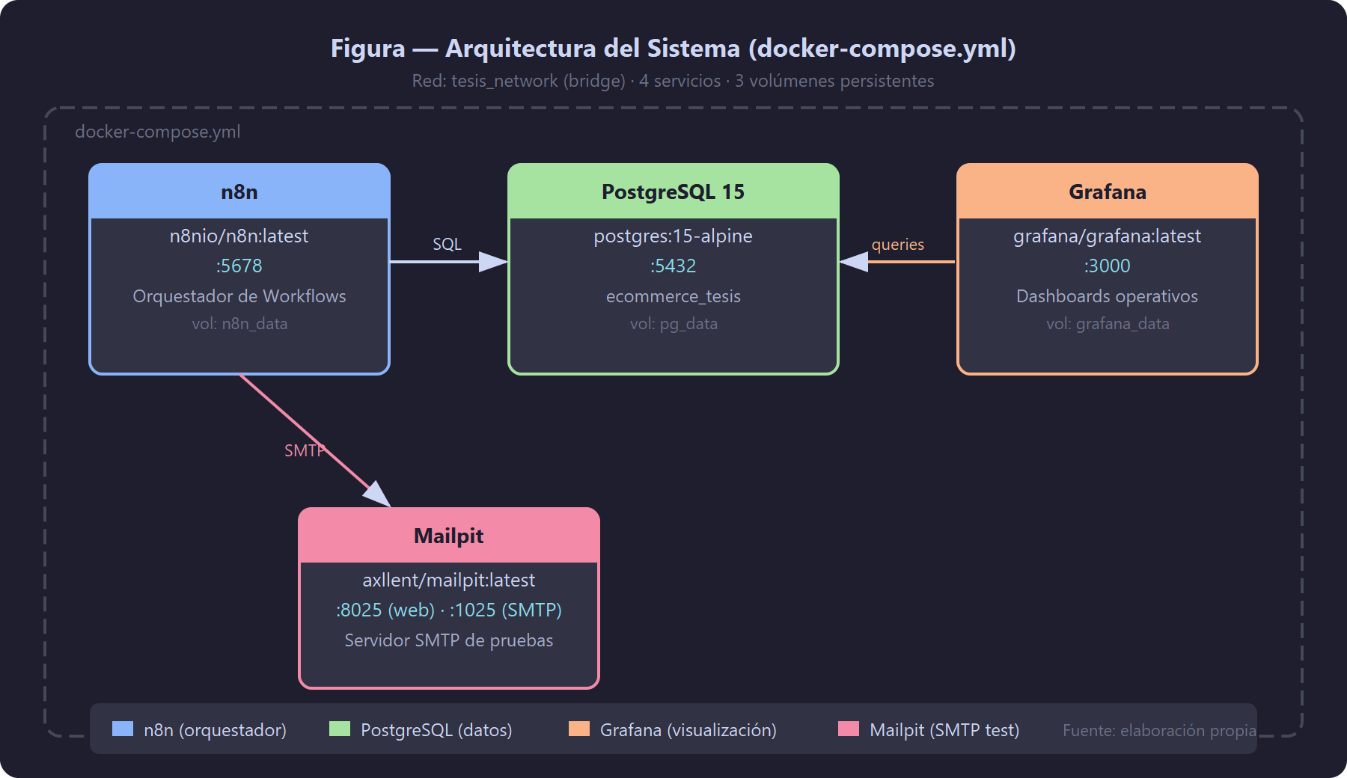 Figura — Arquitectura del Sistema (docker-compose.yml)
Red: tesis_network (bridge) · 4 servicios · 3 volúmenes persistentes
docker-compose.yml
n8n
n8nio/n8n:latest
:5678
Orquestador de Workflows
vol: n8n_data
SQL
PostgreSQL 15
postgres:15-alpine
:5432
ecommerce_tesis
vol: pg_data
queries
Grafana
grafana/grafana:latest
:3000
Dashboards operativos
vol: grafana_data
SMTP
Mailpit
axllent/mailpit:latest
:8025 (web) · :1025 (SMTP)
Servidor SMTP de pruebas
n8n (orquestador)
PostgreSQL (datos)
Grafana (visualización)
Mailpit (SMTP test)
Fuente: elaboración propia